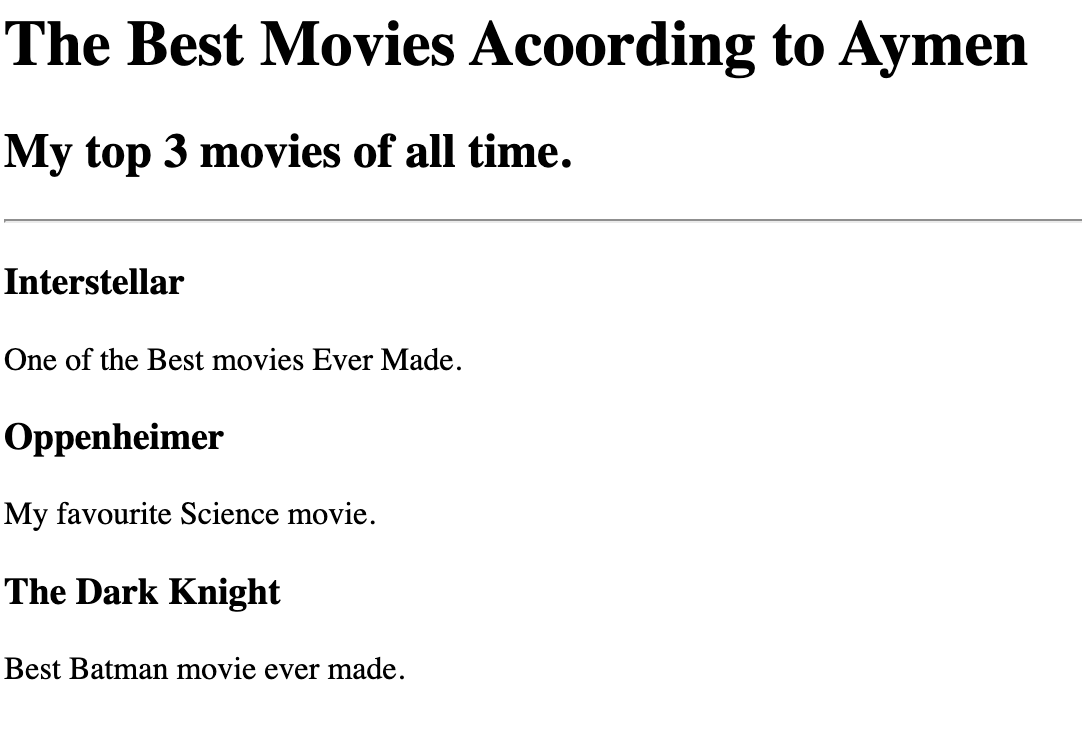 The Best Movies Acoording to Aymen
My top 3 movies of all time.
Interstellar
One of the Best movies Ever Made.
Oppenheimer
My favourite Science movie.
The Dark Knight
Best Batman movie ever made.